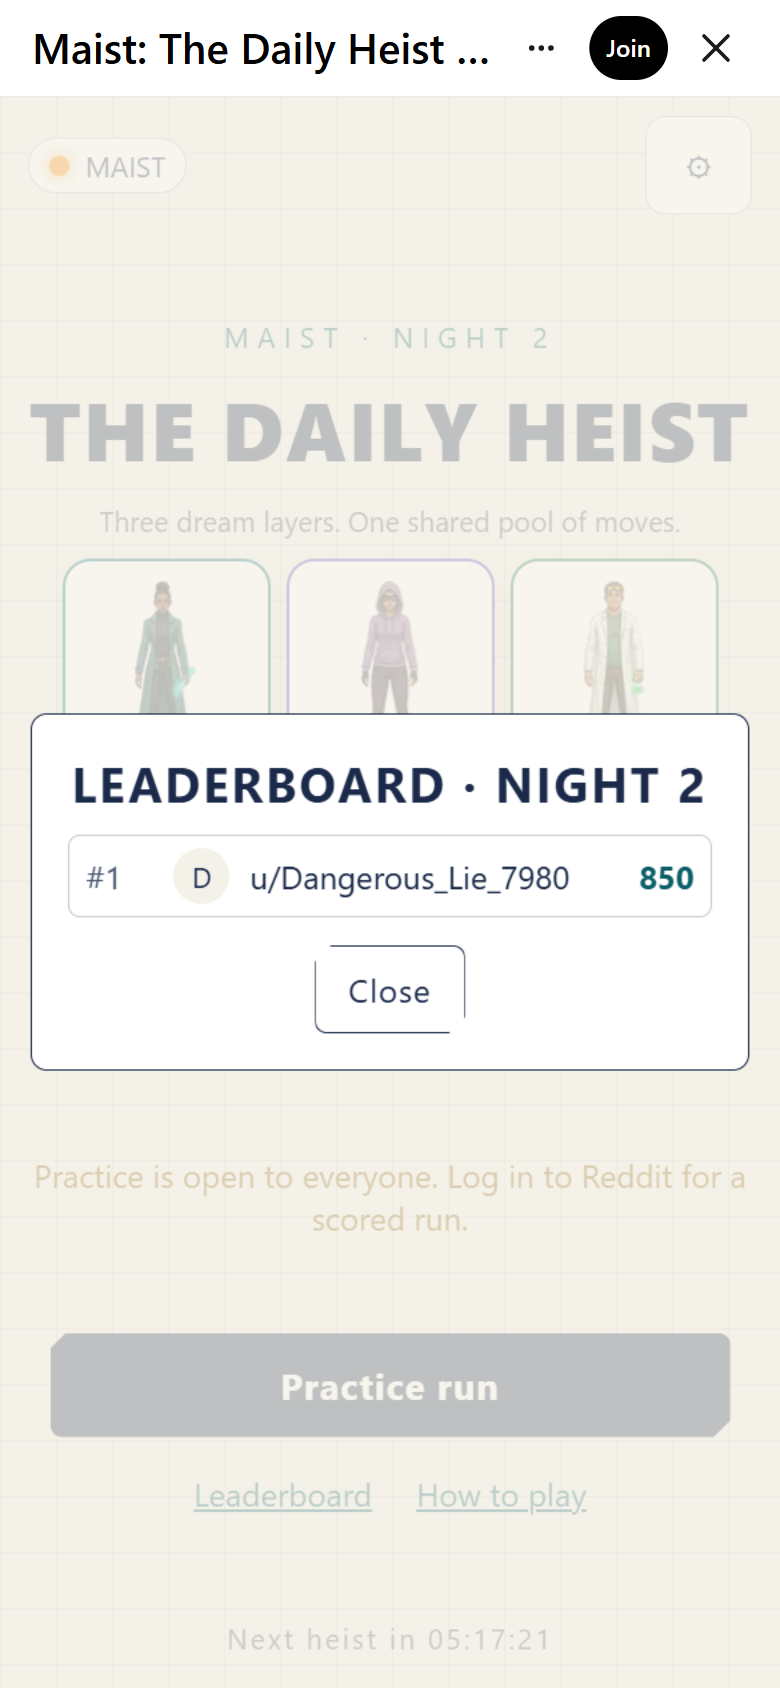 Maist: The Daily Heist ...
Join
MAIST
MAIST · NIGHT 2
THE DAILY HEIST
Three dream layers. One shared pool of moves.
LEADERBOARD · NIGHT 2
#1 D u/Dangerous_Lie_7980 850
Close
Practice is open to everyone. Log in to Reddit for a
scored run.
Practice run
Leaderboard How to play
Next heist in 05:17:21